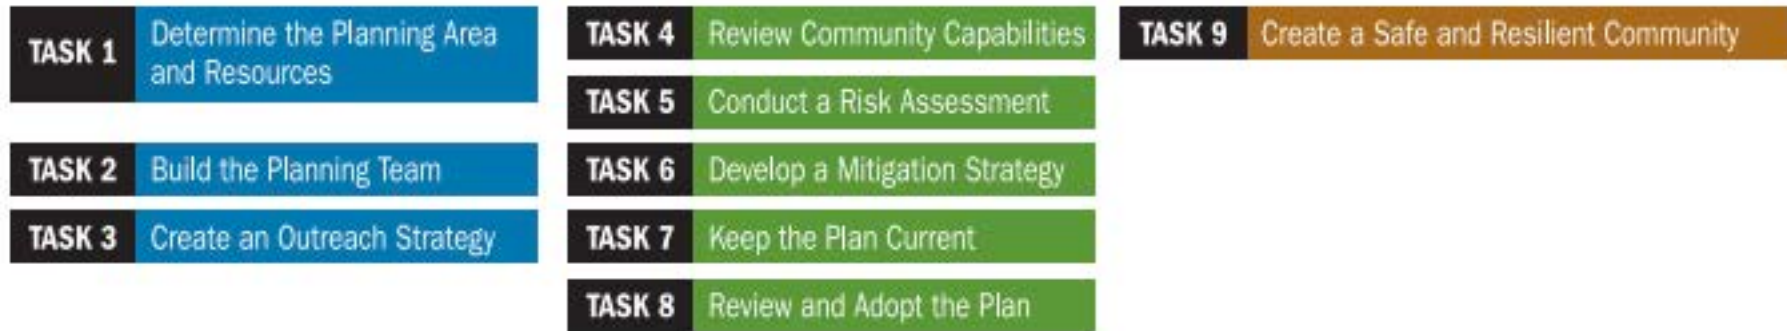 TASK 1 Determine the Planning Area
and Resources
TASK 2 Build the Planning Team
TASK 3 Create an Outreach Strategy
TASK 4 Review Community Capabilities
TASK 5 Conduct a Risk Assessment
TASK 6 Develop a Mitigation Strategy
TASK 7 Keep the Plan Current
TASK 8 Review and Adopt the Plan
TASK 9 Create a Safe and Resilient Community